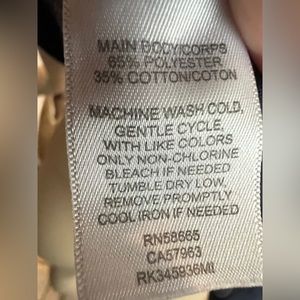 MAIN BODY/CORPS
65% POLYESTER
35% COTTON/COTON
MACHINE WASH COLD,
GENTLE CYCLE,
WITH LIKE COLORS
ONLY NON-CHLORINE
BLEACH IF NEEDED
TUMBLE DRY LOW,
REMOVE PROMPTLY
COOL IRON IF NEEDED
RN58665
CA57963
RK345936MI